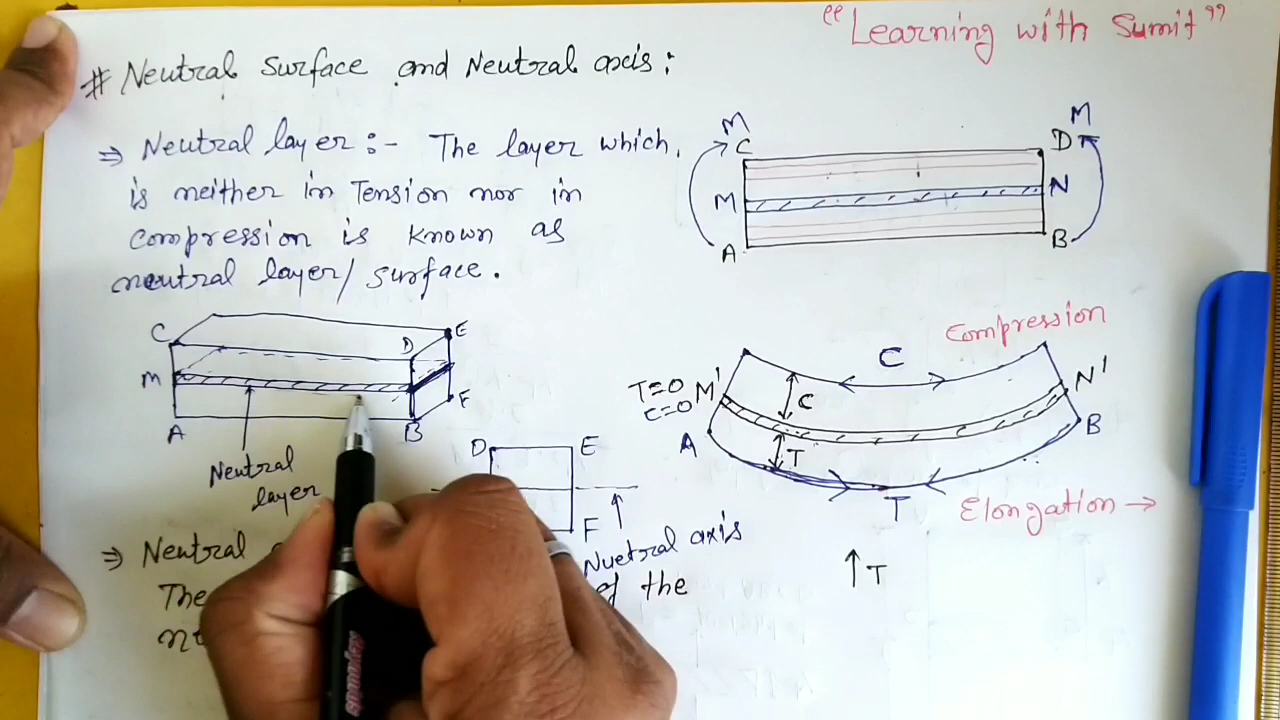 "Learning with Sumit"
# Neutral Surface and Neutral axis:
⇒ Neutral layer :- The layer which,
is neither in Tension nor in
compression is known as
neutral layer/ surface.
M
C
D
M
M
N
A
B
C
D
E
M
A
B
F
Neutral
layer
D
E
F
Nuetral axis
Compression
C
T=0
C=0
M'
N'
C
A
B
T
T
Elongation →
↑ T
⇒ Neutral
The
of the